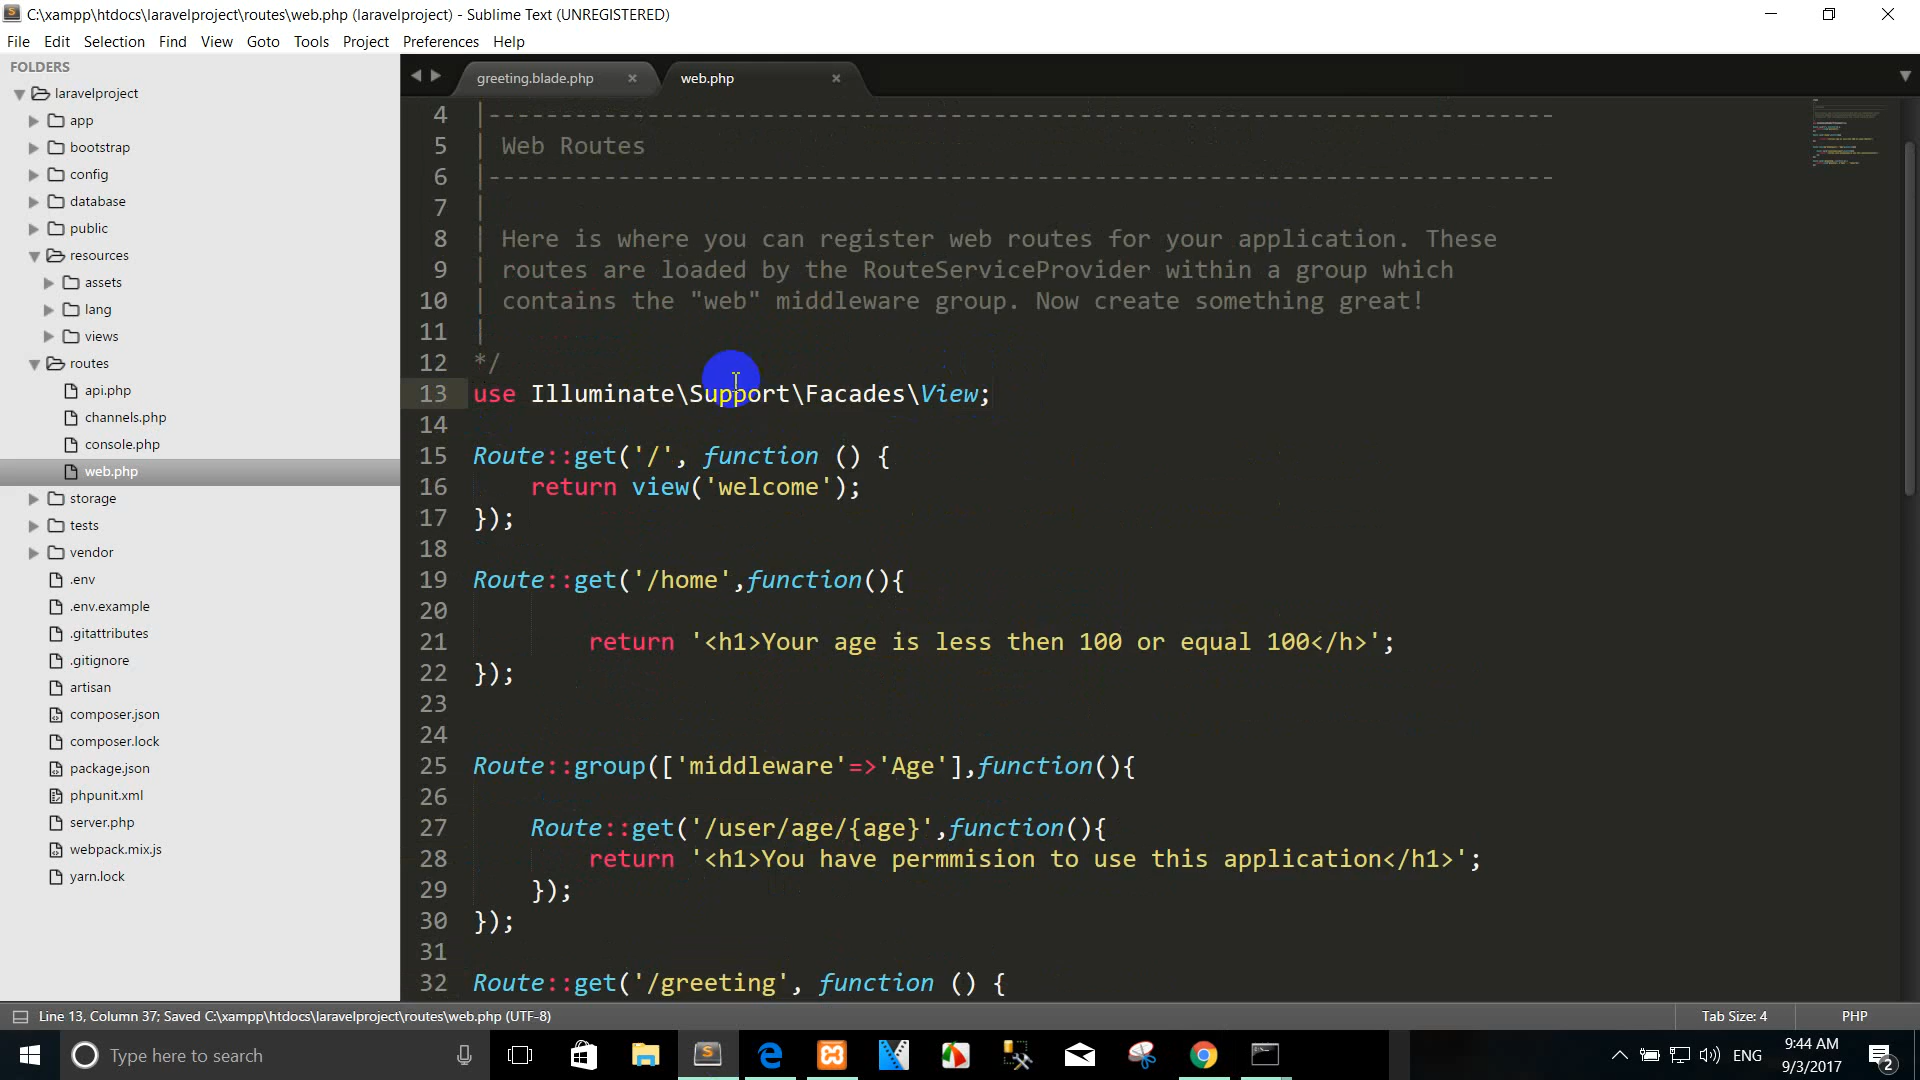 C:\xampp\htdocs\laravelproject\routes\web.php (laravelproject) - Sublime Text (UNREGISTERED)
File Edit Selection Find View Goto Tools Project Preferences Help
FOLDERS
laravelproject
app
bootstrap
config
database
public
resources
assets
lang
views
routes
api.php
channels.php
console.php
web.php
storage
tests
vendor
.env
.env.example
.gitattributes
.gitignore
artisan
composer.json
composer.lock
package.json
phpunit.xml
server.php
webpack.mix.js
yarn.lock
greeting.blade.php
web.php
4 |--------------------------------------------------------------------------
5 | Web Routes
6 |--------------------------------------------------------------------------
7 |
8 | Here is where you can register web routes for your application. These
9 | routes are loaded by the RouteServiceProvider within a group which
10 | contains the "web" middleware group. Now create something great!
11 |
12 */
13 use Illuminate\Support\Facades\View;
14
15 Route::get('/', function () {
16     return view('welcome');
17 });
18
19 Route::get('/home',function(){
20
21         return '<h1>Your age is less then 100 or equal 100</h>';
22 });
23
24
25 Route::group(['middleware'=>'Age'],function(){
26
27     Route::get('/user/age/{age}',function(){
28         return '<h1>You have permmision to use this application</h1>';
29     });
30 });
31
32 Route::get('/greeting', function () {
Line 13, Column 37; Saved C:\xampp\htdocs\laravelproject\routes\web.php (UTF-8)
Tab Size: 4
PHP
Type here to search
ENG
9:44 AM
9/3/2017
2